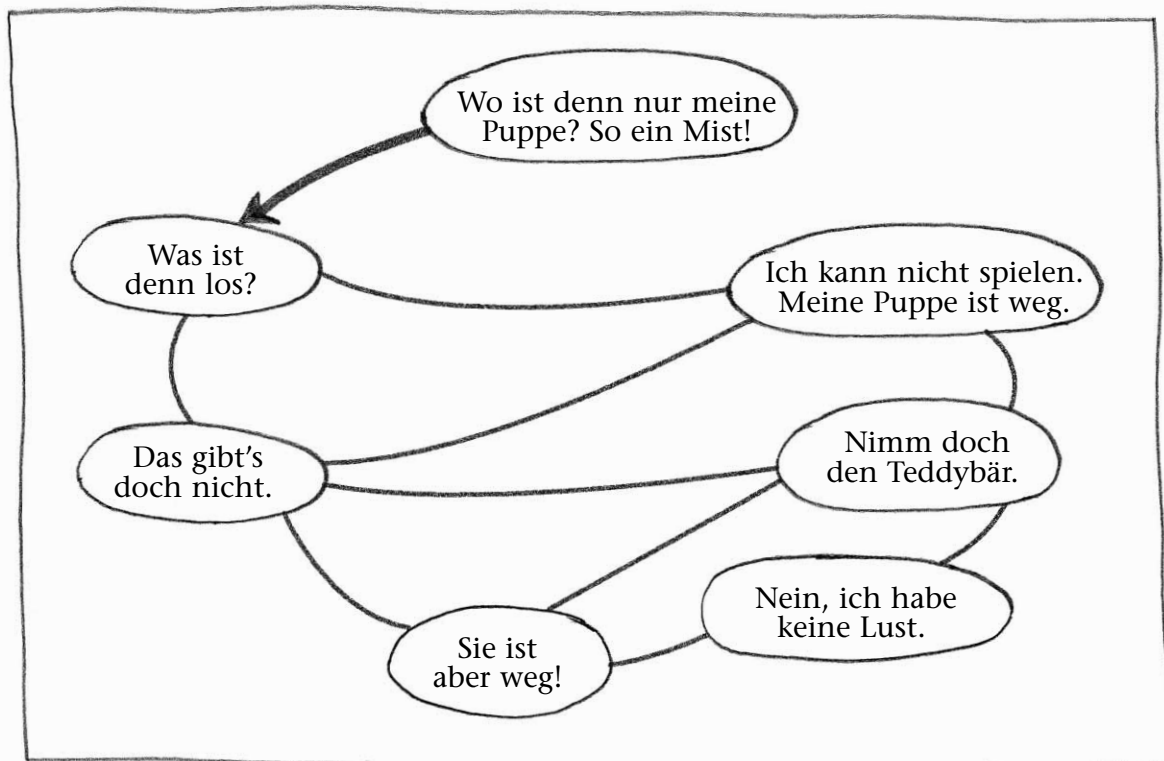 Wo ist denn nur meine
Puppe? So ein Mist!
Was ist
denn los?
Ich kann nicht spielen.
Meine Puppe ist weg.
Das gibt's
doch nicht.
Nimm doch
den Teddybär.
Nein, ich habe
keine Lust.
Sie ist
aber weg!